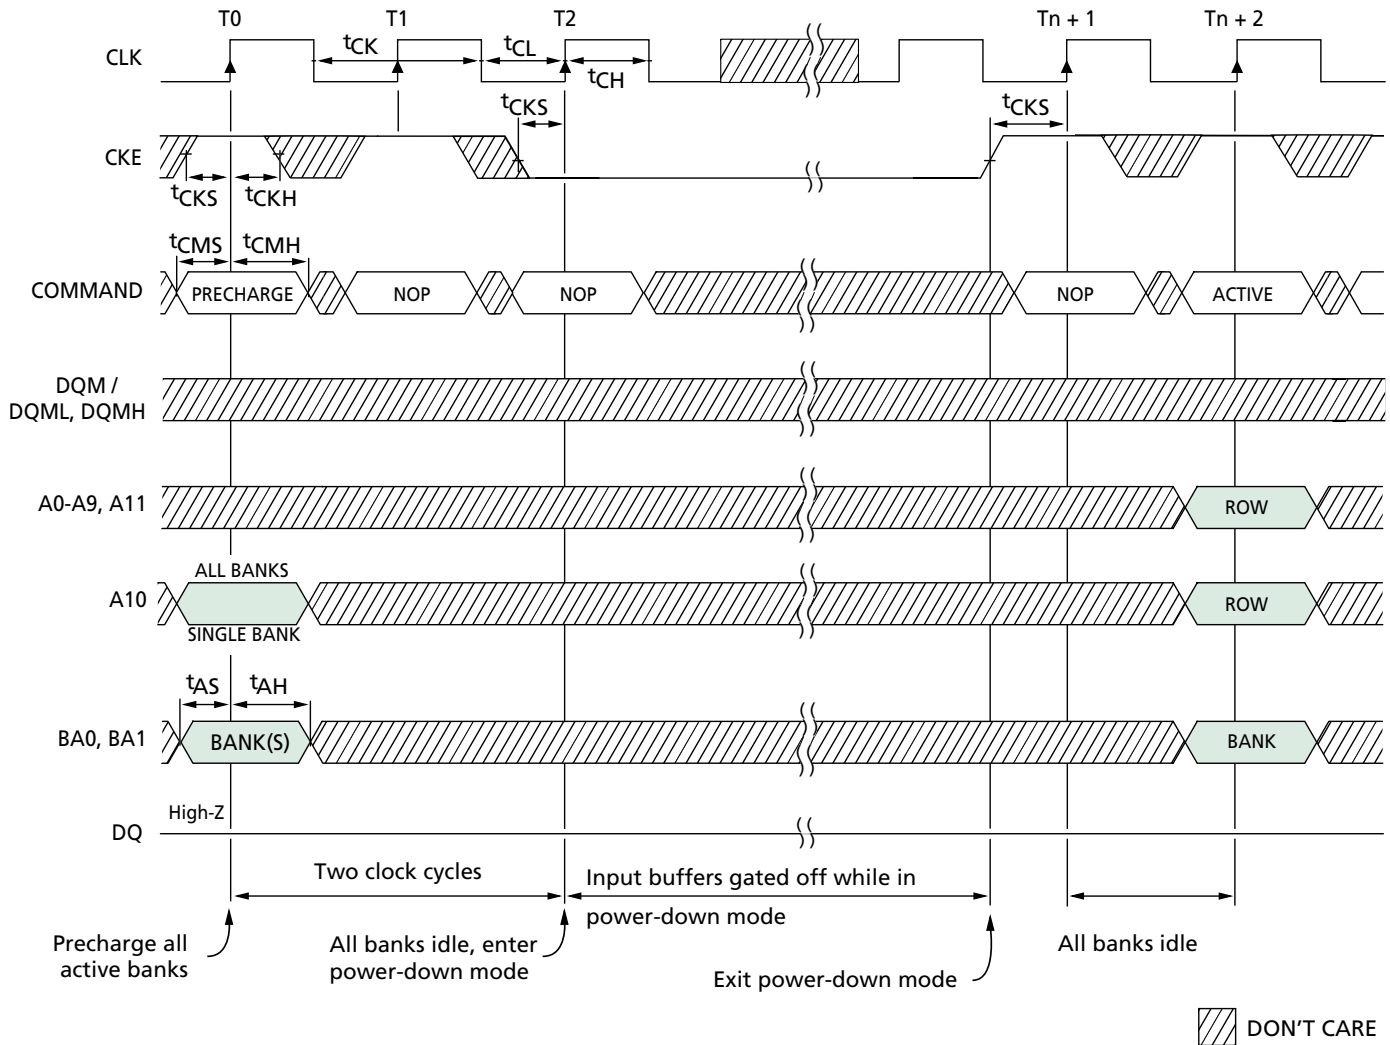 T0 T1 T2 Tn + 1 Tn + 2
CLK
tCK tCL tCH
tCKS tCKS
CKE
tCKS tCKH
tCMS tCMH
COMMAND PRECHARGE NOP NOP NOP ACTIVE
DQM /
DQML, DQMH
A0-A9, A11 ROW
ALL BANKS
A10 ROW
SINGLE BANK
tAS tAH
BA0, BA1 BANK(S) BANK
High-Z
DQ
Two clock cycles
Input buffers gated off while in
power-down mode
Precharge all
active banks
All banks idle, enter
power-down mode
Exit power-down mode
All banks idle
DON'T CARE